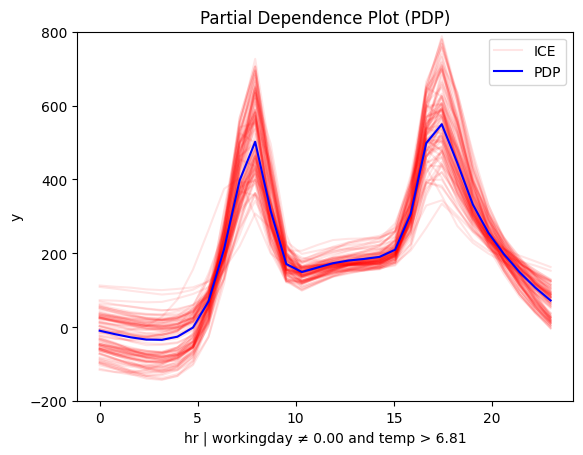 Partial Dependence Plot (PDP)
ICE
PDP
800
600
400
200
0
−200
y
0
5
10
15
20
hr | workingday ≠ 0.00 and temp > 6.81